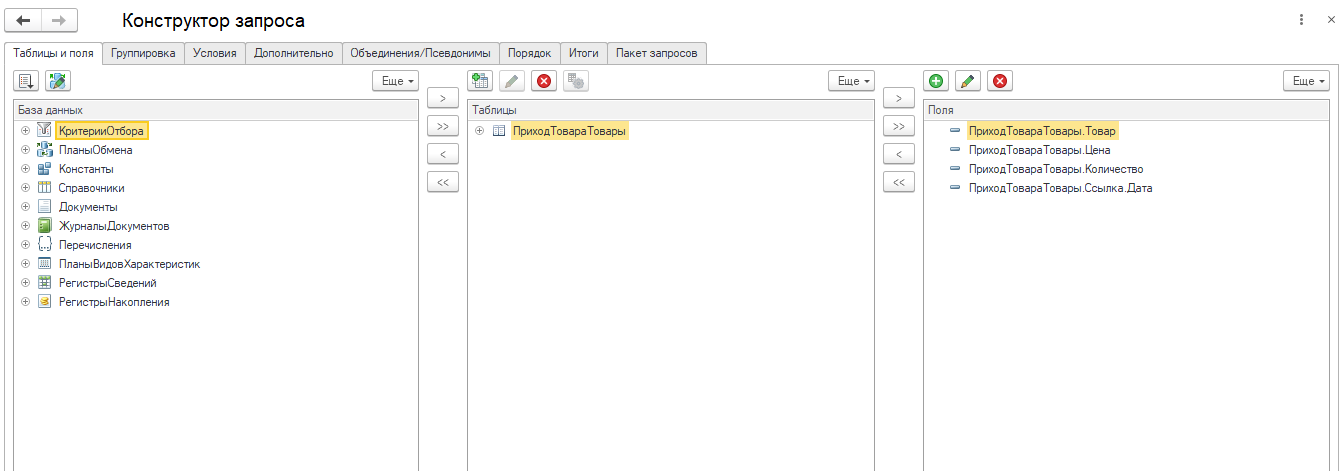 Конструктор запроса
Таблицы и поля Группировка Условия Дополнительно Объединения/Псевдонимы Порядок Итоги Пакет запросов
Еще > Еще > Еще
База данных Таблицы Поля
КритерииОтбора >> ПриходТовараТовары >> ПриходТовараТовары.Товар
ПланыОбмена < < ПриходТовараТовары.Цена
Константы ПриходТовараТовары.Количество
Справочники << << ПриходТовараТовары.Ссылка.Дата
Документы
ЖурналыДокументов
Перечисления
ПланыВидовХарактеристик
РегистрыСведений
РегистрыНакопления